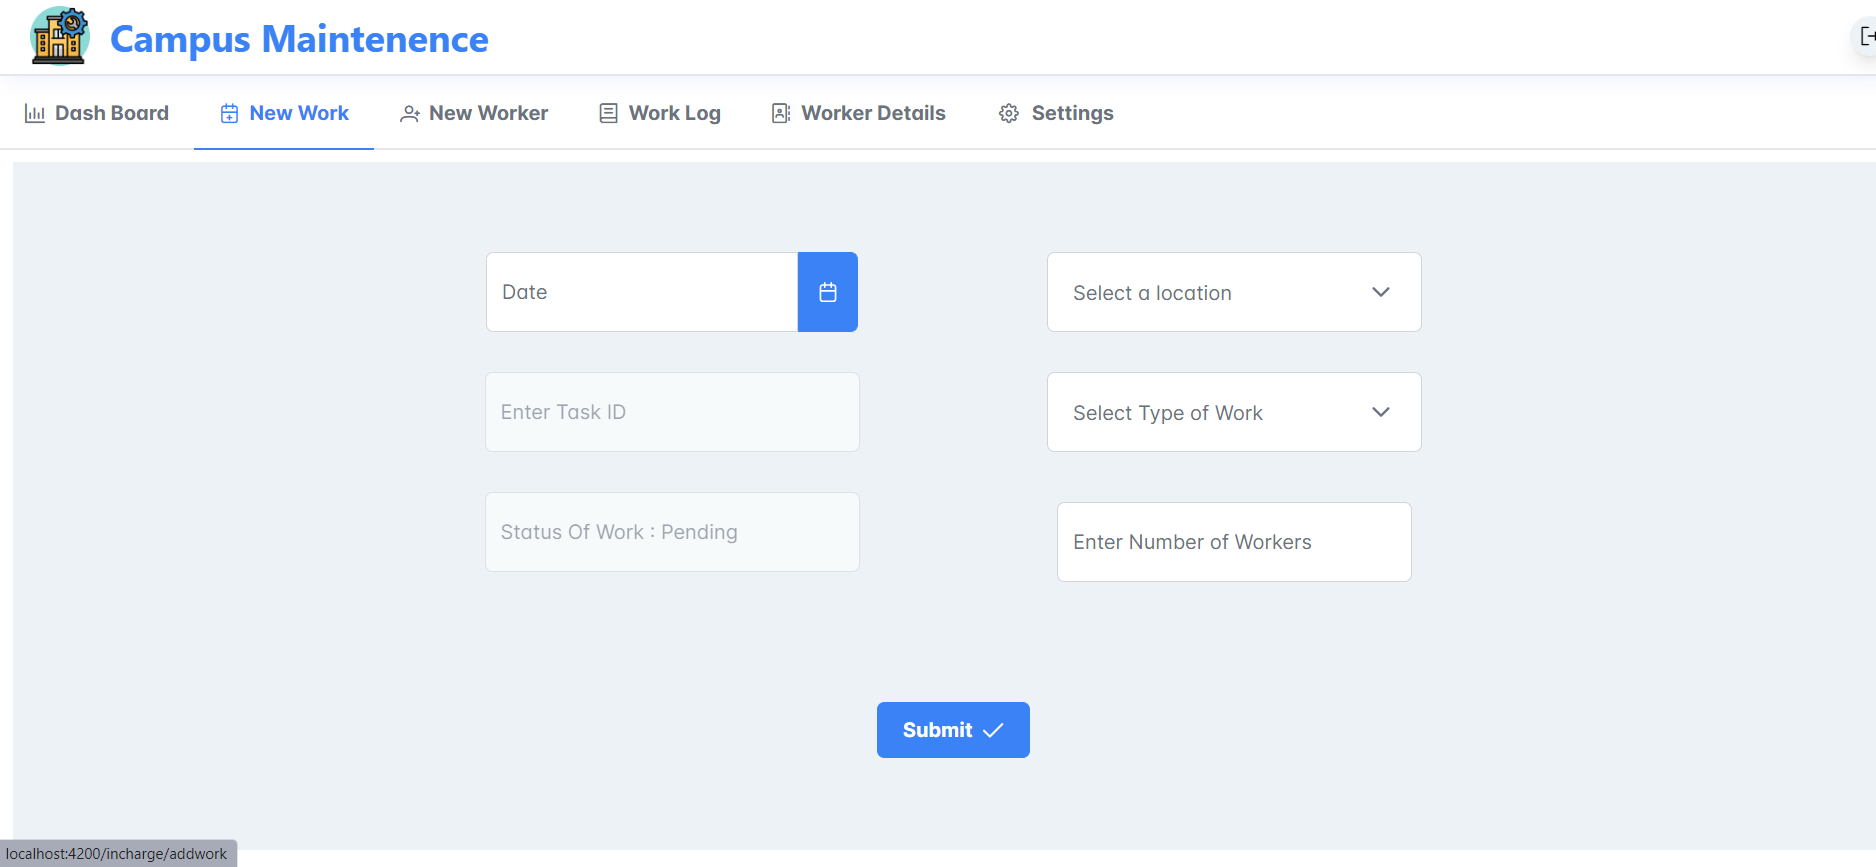 Campus Maintenence
Dash Board
New Work
New Worker
Work Log
Worker Details
Settings
Date
Select a location
Enter Task ID
Select Type of Work
Status Of Work : Pending
Enter Number of Workers
Submit
localhost:4200/incharge/addwork